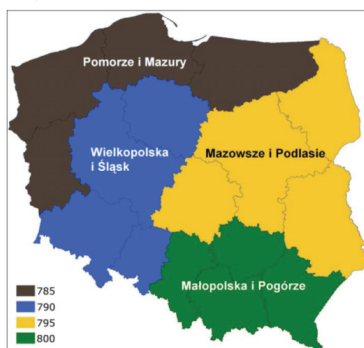 Pomorze i Mazury
Wielkopolska
i Śląsk
Mazowsze i Podlasie
Małopolska i Pogórze
785
790
795
800